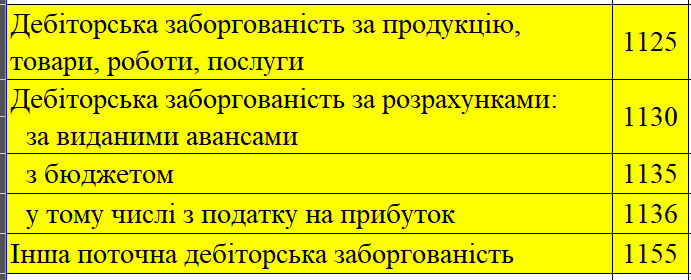 Дебіторська заборгованість за продукцію,
товари, роботи, послуги
1125
Дебіторська заборгованість за розрахунками:
за виданими авансами
1130
з бюджетом
1135
у тому числі з податку на прибуток
1136
Інша поточна дебіторська заборгованість
1155